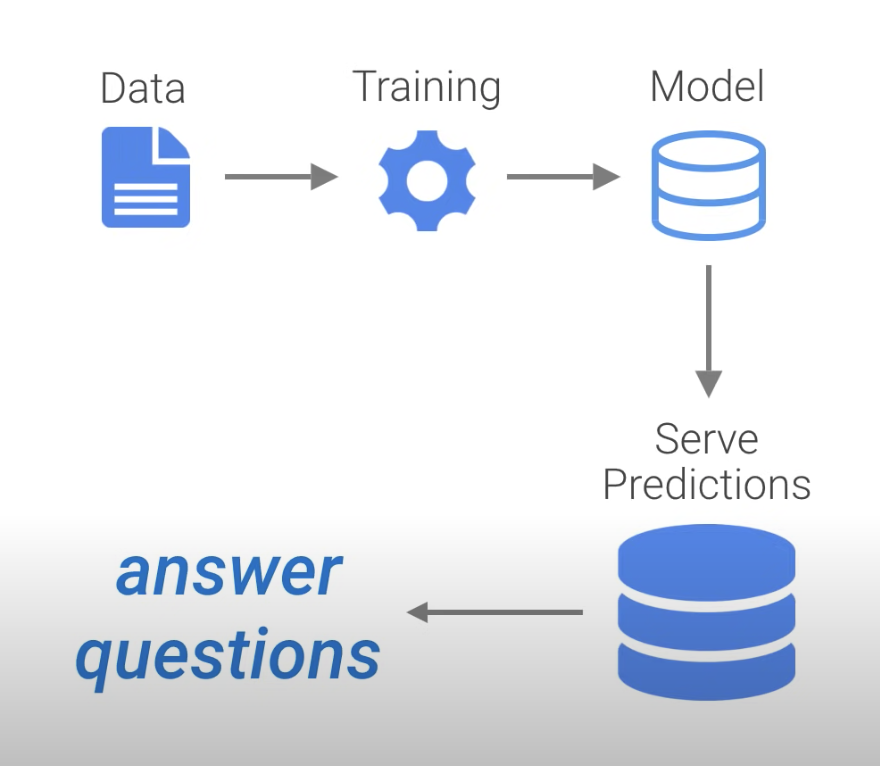 Data
Training
Model
Serve
Predictions
answer
questions